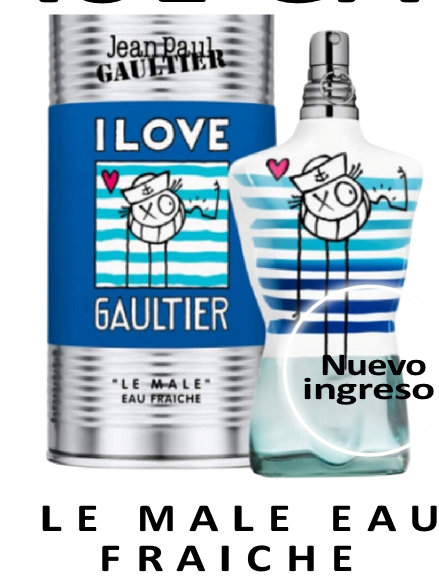 Jean Paul
GAULTIER
I LOVE
GAULTIER
"LE MALE"
EAU FRAICHE
Nuevo
ingreso
LE MALE EAU
FRAICHE